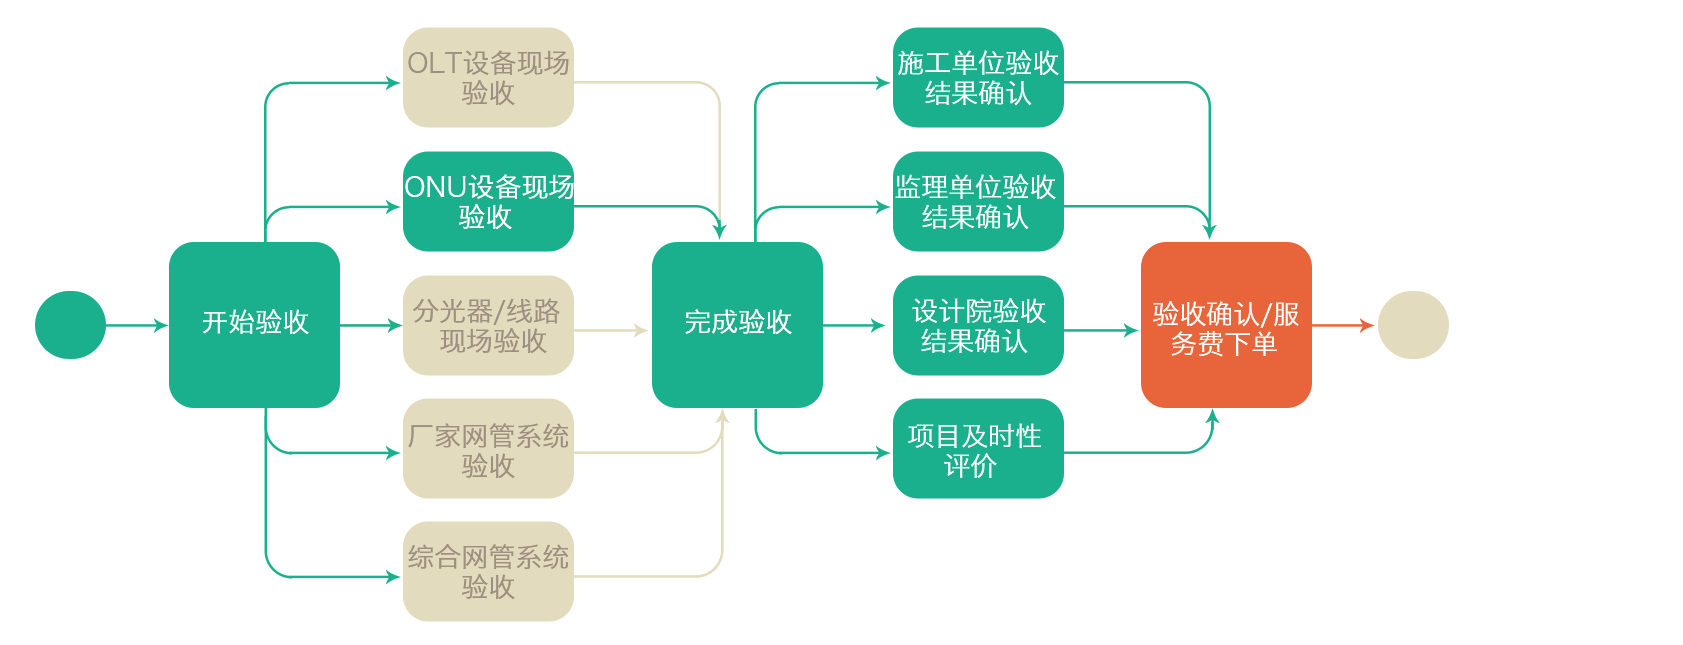 开始验收
OLT设备现场
验收
ONU设备现场
验收
分光器/线路
现场验收
厂家网管系统
验收
综合网管系统
验收
完成验收
施工单位验收
结果确认
监理单位验收
结果确认
设计院验收
结果确认
项目及时性
评价
验收确认/服
务费下单